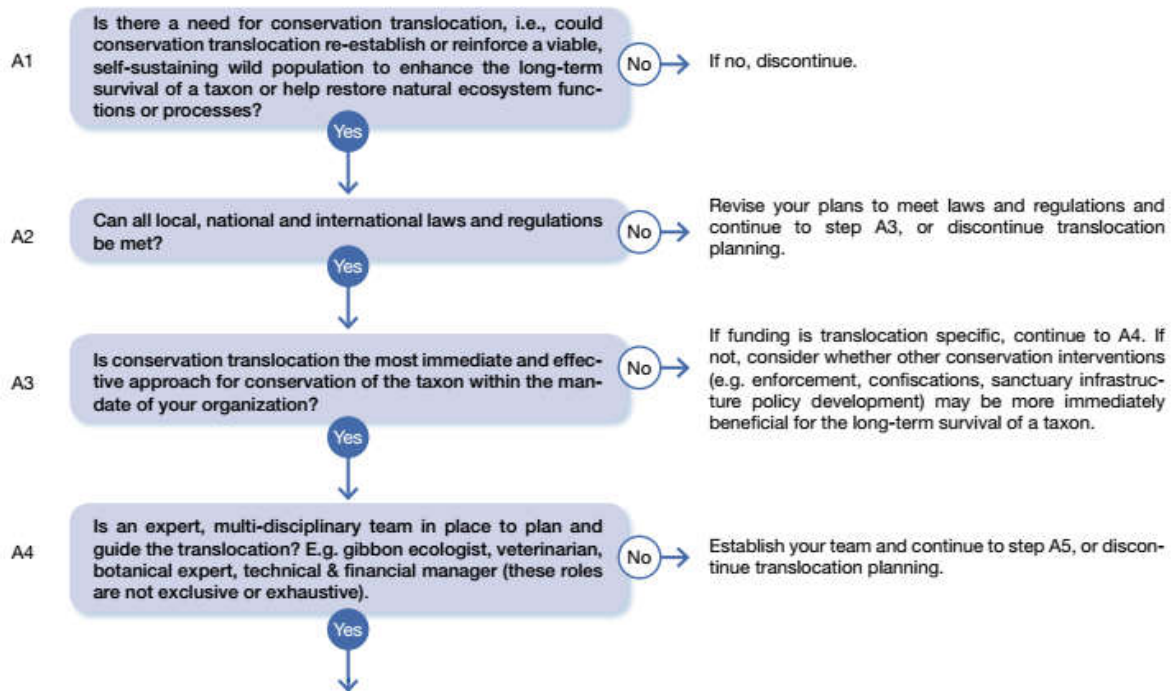 A1
Is there a need for conservation translocation, i.e., could
conservation translocation re-establish or reinforce a viable,
self-sustaining wild population to enhance the long-term
survival of a taxon or help restore natural ecosystem func-
tions or processes?
No
If no, discontinue.
Yes
A2
Can all local, national and international laws and regulations
be met?
No
Revise your plans to meet laws and regulations and
continue to step A3, or discontinue translocation
planning.
Yes
A3
Is conservation translocation the most immediate and effec-
tive approach for conservation of the taxon within the man-
date of your organization?
No
If funding is translocation specific, continue to A4. If
not, consider whether other conservation interventions
(e.g. enforcement, confiscations, sanctuary infrastruc-
ture policy development) may be more immediately
beneficial for the long-term survival of a taxon.
Yes
A4
Is an expert, multi-disciplinary team in place to plan and
guide the translocation? E.g. gibbon ecologist, veterinarian,
botanical expert, technical & financial manager (these roles
are not exclusive or exhaustive).
No
Establish your team and continue to step A5, or discon-
tinue translocation planning.
Yes